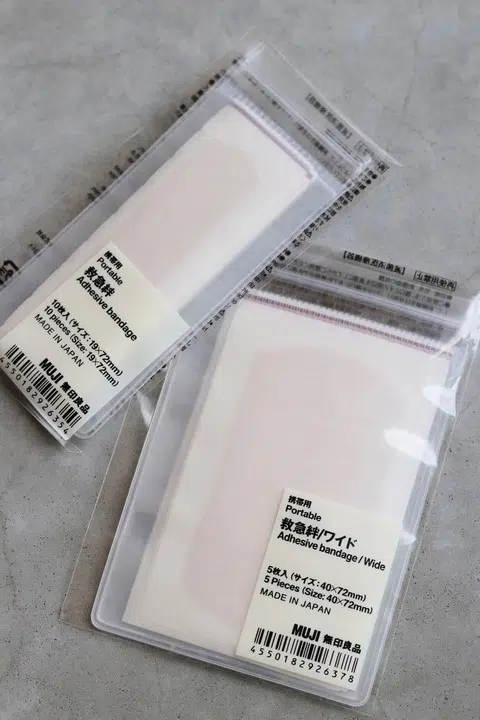 携帯用
Portable
救急絆
Adhesive bandage
10枚入(サイズ:19×72mm)
10 pieces (Size:19×72mm)
MADE IN JAPAN
MUJI 無印良品
4550182926354
携帯用
Portable
救急絆/ワイド
Adhesive bandage / Wide
5枚入(サイズ:40×72mm)
5 Pieces (Size: 40×72mm)
MADE IN JAPAN
MUJI 無印良品
4550182926378